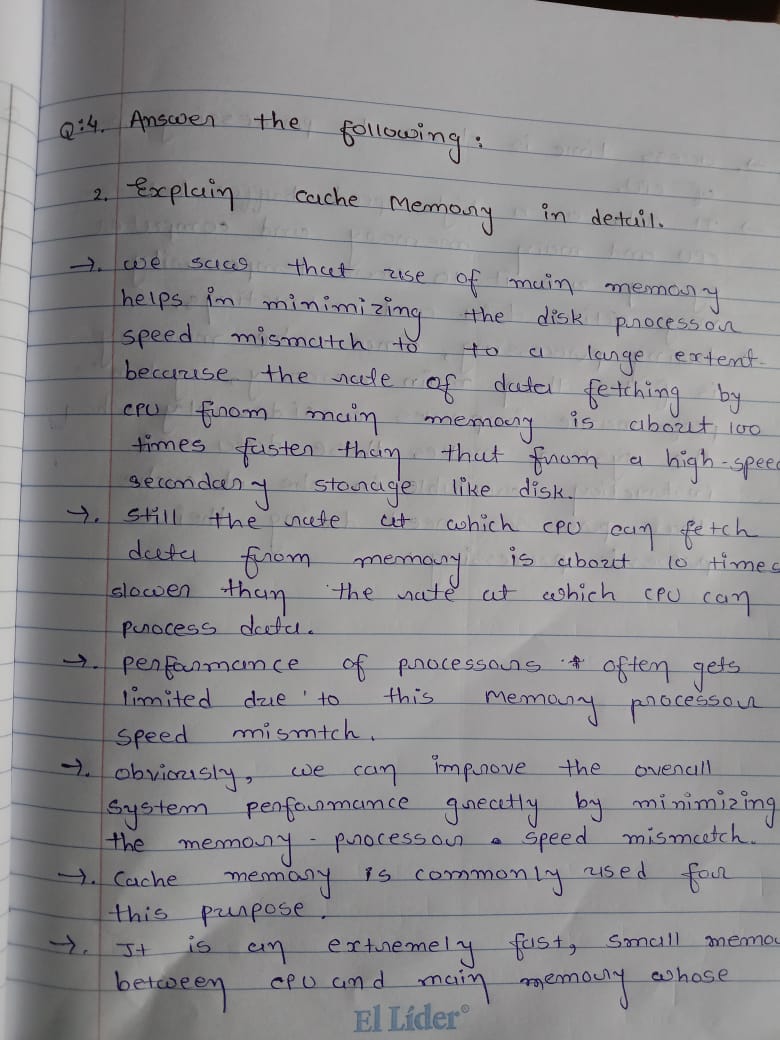 Q:4. Answer the following :
2. Explain cache Memory in detail.
→. we saw that use of main memory
helps in minimizing the disk processor
speed mismatch to to a large extent.
because the rate of data fetching by
CPU from main memory is about 100
times faster than that from a high-speed
secondary storage like disk.
→. still the rate at which CPU can fetch
data from memory is about 10 times
slower than the rate at which CPU can
process data.
→. performance of processors often gets
limited due to this memory processor
speed mismtch.
→. obviously, we can improve the overall
system performance greatly by minimizing
the memory - processor speed mismatch.
→. Cache memory is commonly used for
this purpose.
→. It is an extremely fast, small memo
between CPU and main memory whose
El Líder®